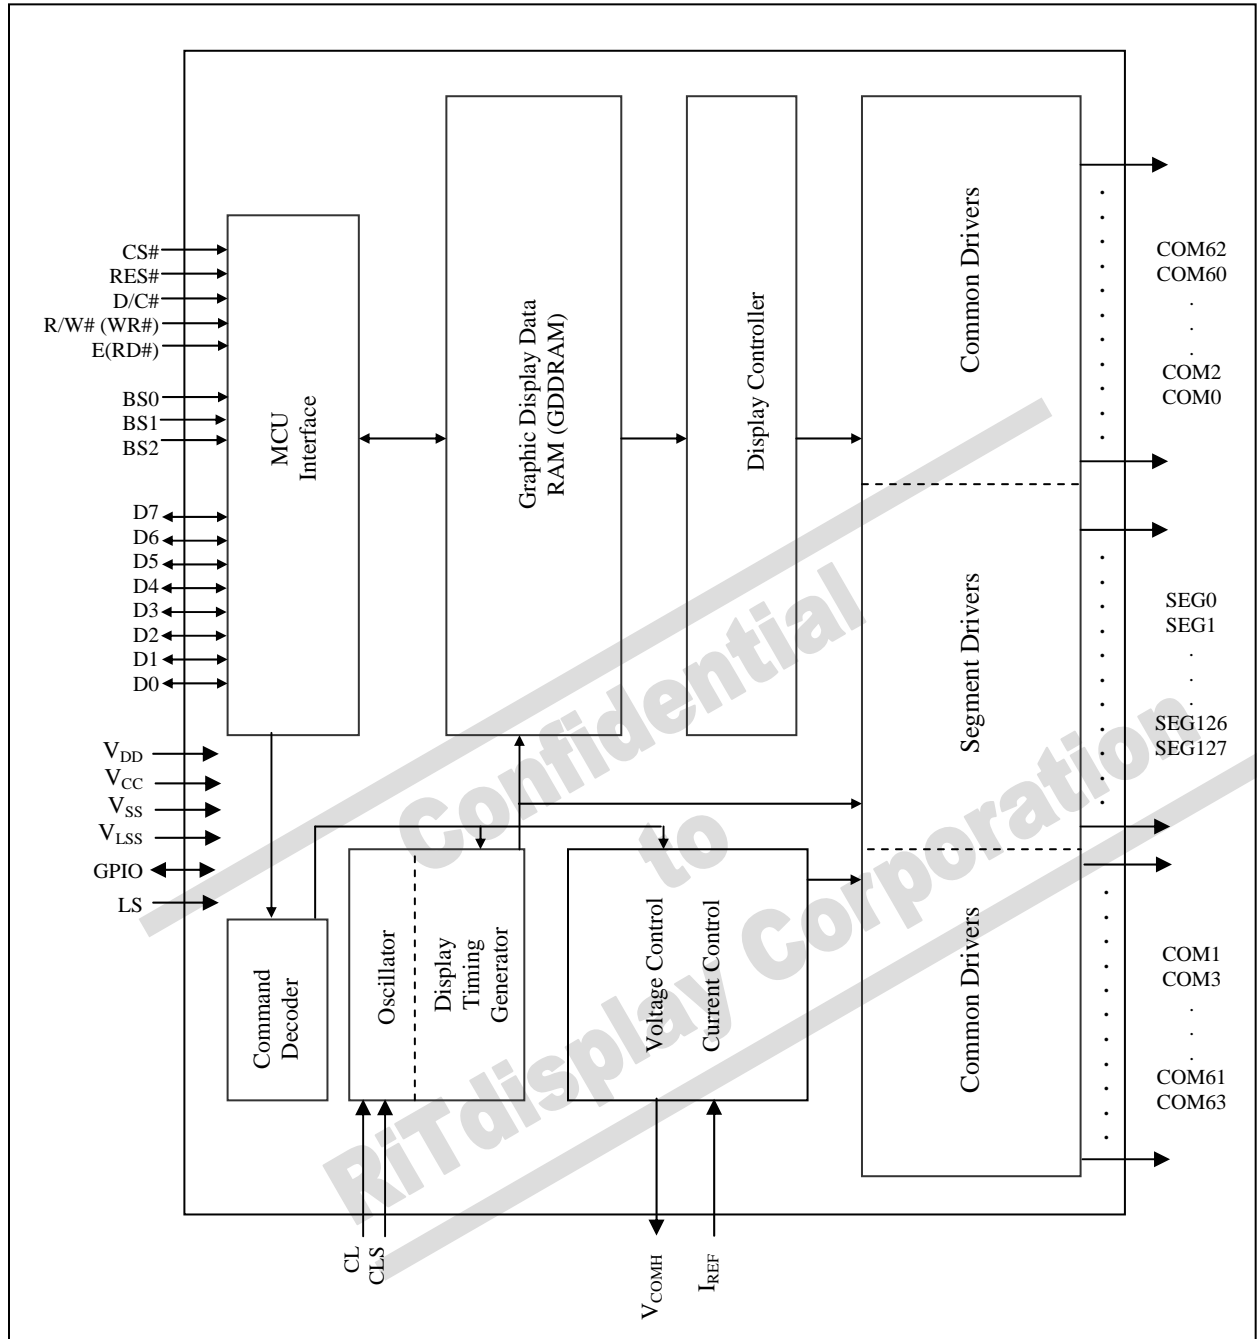 CS#
RES#
D/C#
R/W# (WR#)
E(RD#)
BS0
BS1
BS2
D7
D6
D5
D4
D3
D2
D1
D0
VDD
VCC
VSS
VLSS
GPIO
LS
MCU
Interface
Graphic Display Data
RAM (GDDRAM)
Display Controller
Common Drivers
Segment Drivers
Common Drivers
COM62
COM60
.
.
.
COM2
COM0
SEG0
SEG1
.
.
.
SEG126
SEG127
COM1
COM3
.
.
.
COM61
COM63
Command
Decoder
Oscillator
Display
Timing
Generator
Voltage Control
Current Control
CL
CLS
VCOMH
IREF
Confidential
to
RiTdisplay Corporation